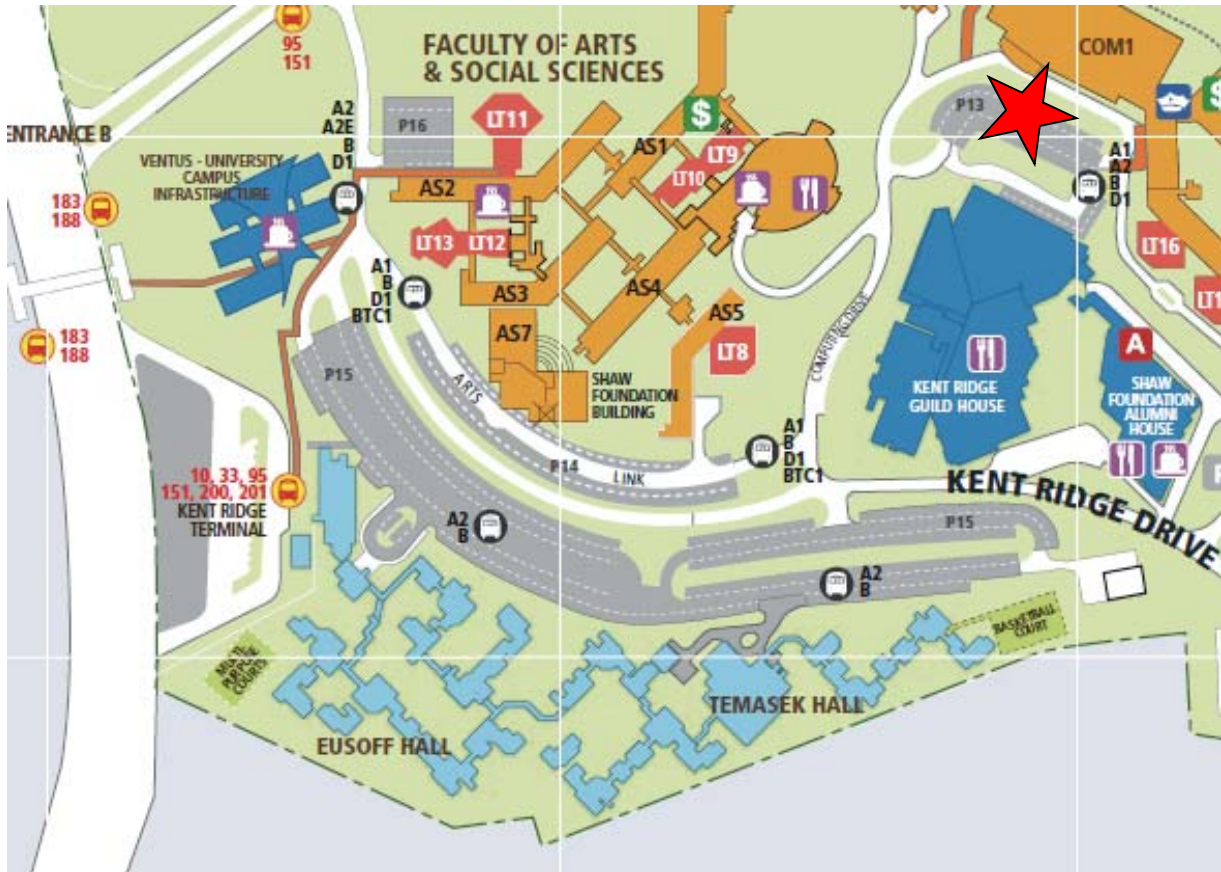 95
151
FACULTY OF ARTS
& SOCIAL SCIENCES
COM1
$
$
P13
ENTRANCE B
A2
A2E
B
D1
P16
LT11
VENTUS - UNIVERSITY
CAMPUS
INFRASTRUCTURE
AS1
LT9
LT10
A1
A2
B
D1
AS2
183
188
LT13
LT12
LT16
A1
B
D1
BTC1
AS3
AS4
AS5
LT1
AS7
LT8
COMPUTING DRIVE
183
188
P15
ARTS
LINK
SHAW
FOUNDATION
BUILDING
KENT RIDGE
GUILD HOUSE
A
SHAW
FOUNDATION
ALUMNI
HOUSE
A1
B
D1
BTC1
P14
10, 33, 95
151, 200, 201
KENT RIDGE
TERMINAL
KENT RIDGE DRIVE
A2
B
P15
A2
B
BASKETBALL
COURT
MULTI
PURPOSE
COURTS
TEMASEK HALL
EUSOFF HALL